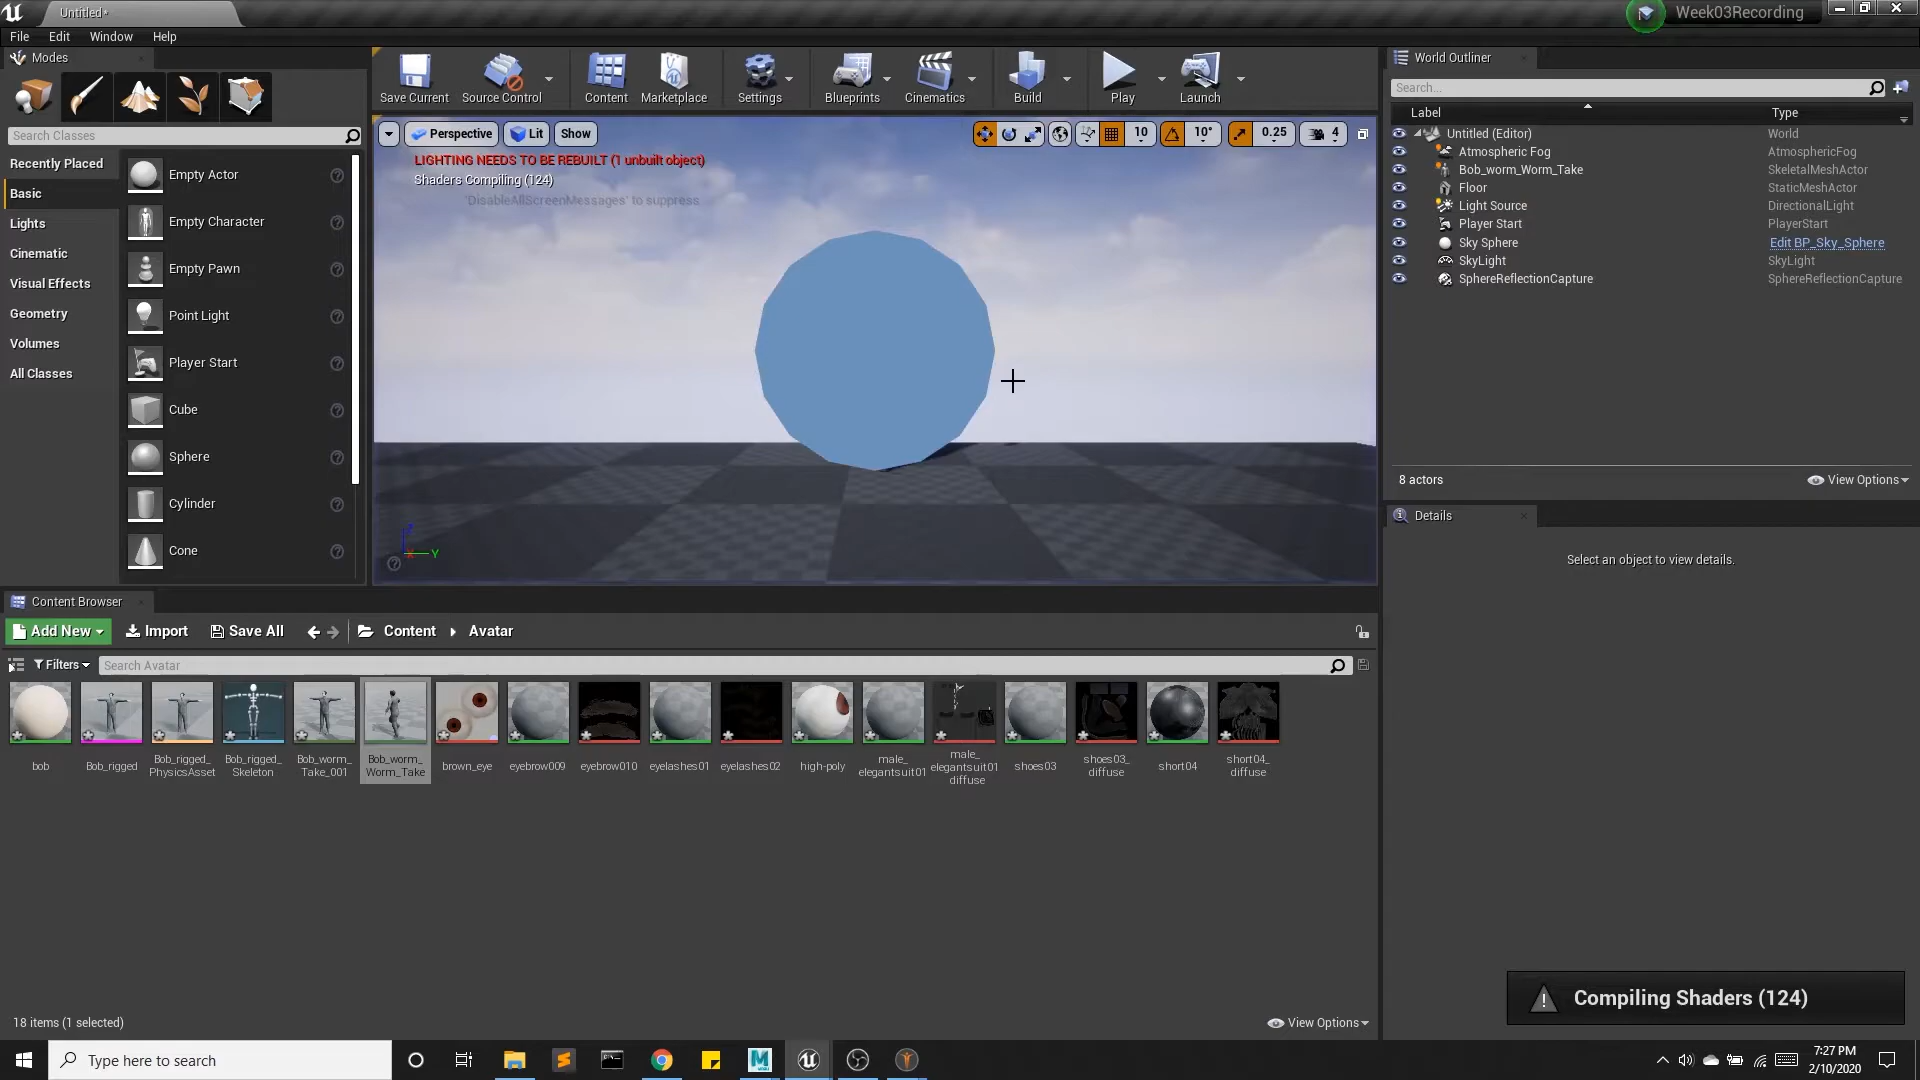 Untitled*
Week03Recording
File Edit Window Help
Modes
Search Classes
Recently Placed
Basic
Lights
Cinematic
Visual Effects
Geometry
Volumes
All Classes
Empty Actor
Empty Character
Empty Pawn
Point Light
Player Start
Cube
Sphere
Cylinder
Cone
Save Current
Source Control
Content
Marketplace
Settings
Blueprints
Cinematics
Build
Play
Launch
Perspective Lit Show
10 10° 0.25 4
LIGHTING NEEDS TO BE REBUILT (1 unbuilt object)
Shaders Compiling (124)
'DisableAllScreenMessages' to suppress
Z
X Y
World Outliner
Search...
Label Type
Untitled (Editor) World
Atmospheric Fog AtmosphericFog
Bob_worm_Worm_Take SkeletalMeshActor
Floor StaticMeshActor
Light Source DirectionalLight
Player Start PlayerStart
Sky Sphere Edit BP_Sky_Sphere
SkyLight SkyLight
SphereReflectionCapture SphereReflectionCapture
8 actors
View Options
Details
Select an object to view details.
Content Browser
Add New Import Save All Content Avatar
Filters Search Avatar
bob
Bob_rigged
Bob_rigged_
PhysicsAsset
Bob_rigged_
Skeleton
Bob_worm_
Take_001
Bob_worm_
Worm_Take
brown_eye
eyebrow009
eyebrow010
eyelashes01
eyelashes02
high-poly
male_
elegantsuit01
male_
elegantsuit01_
diffuse
shoes03
shoes03_
diffuse
short04
short04_
diffuse
18 items (1 selected)
View Options
Compiling Shaders (124)
Type here to search
7:27 PM
2/10/2020